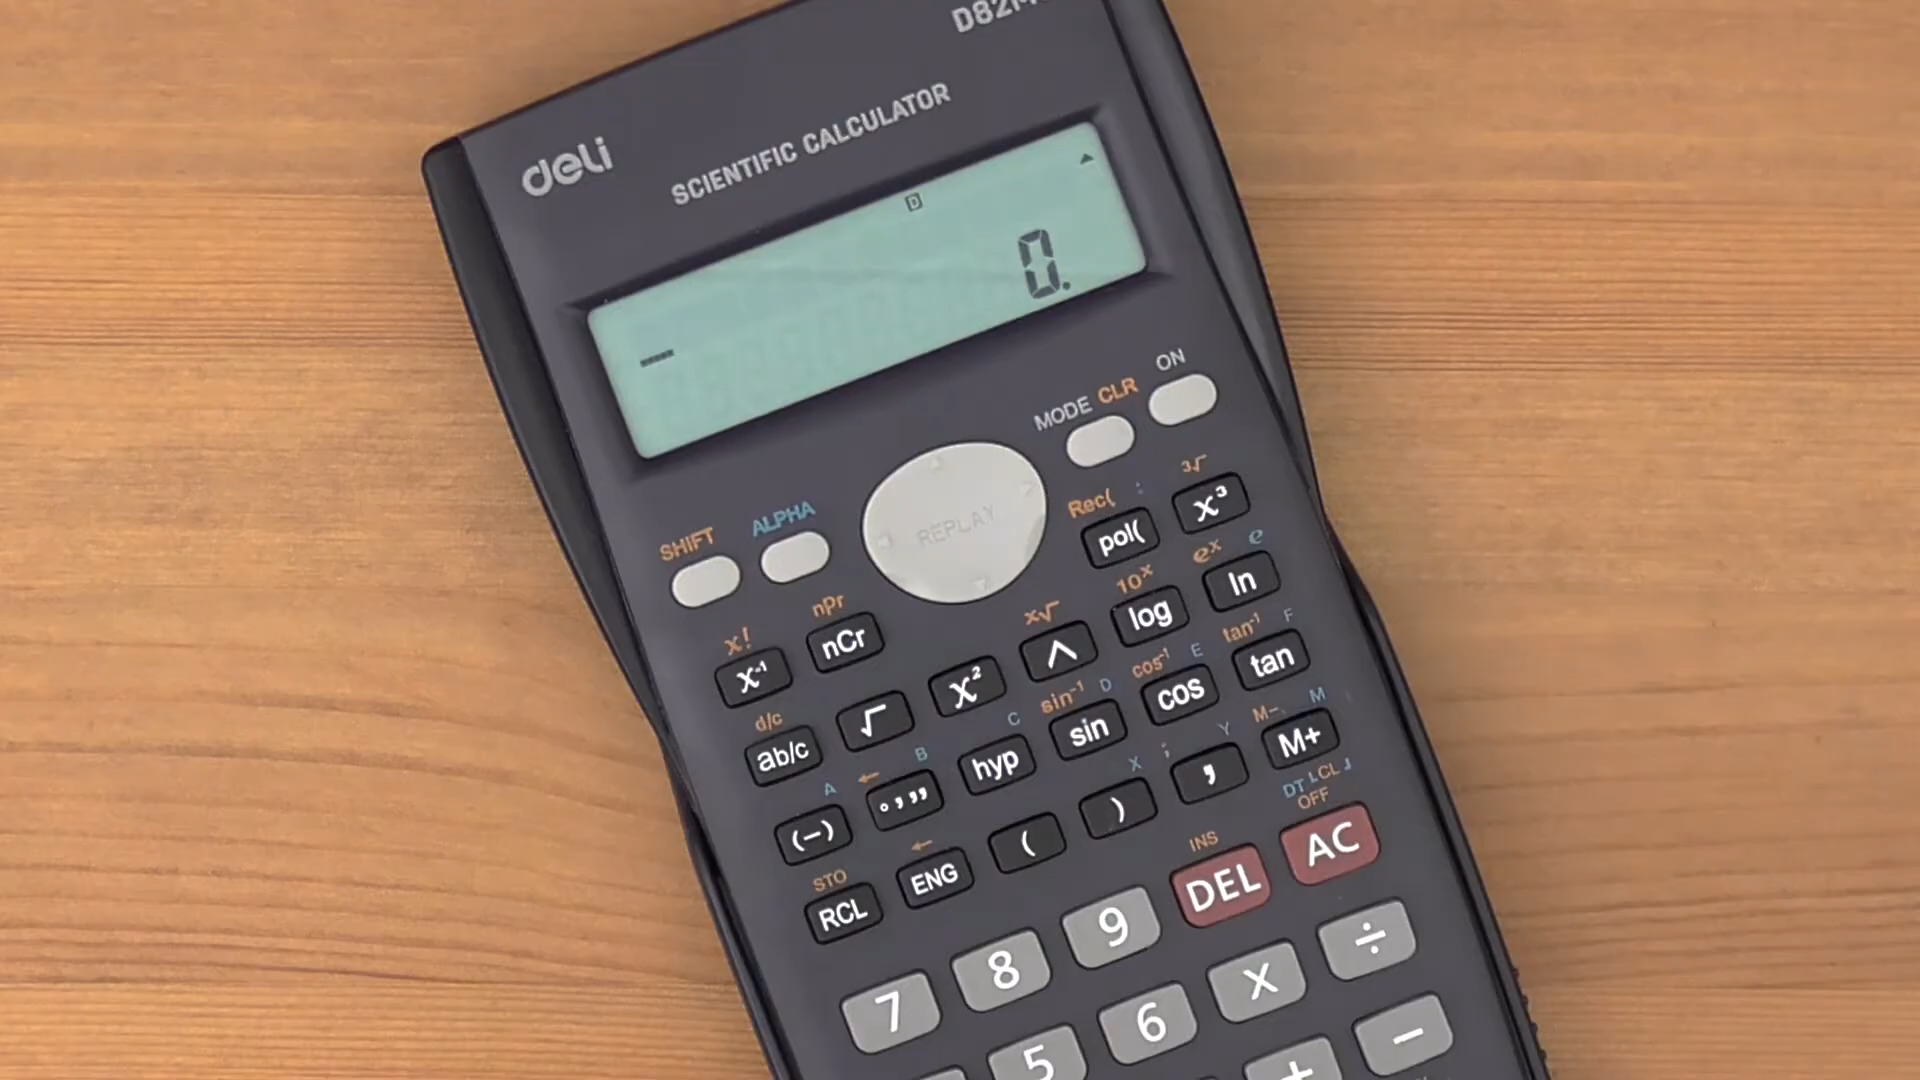 D82M
deli
SCIENTIFIC CALCULATOR
D
0.
MODE CLR ON
SHIFT ALPHA
REPLAY
Rec( : ³√
pol( x³
x! nPr x√ 10ˣ eˣ e
x⁻¹ nCr ^ log ln
d/c sin⁻¹ D cos⁻¹ E tan⁻¹ F
ab/c √ x² hyp sin cos tan
A ← B C X ; Y M- M
(-) ° ’ ” ( ) , M+
STO ← INS DT CL OFF
RCL ENG DEL AC
7 8 9 ÷
5 6 X −
+